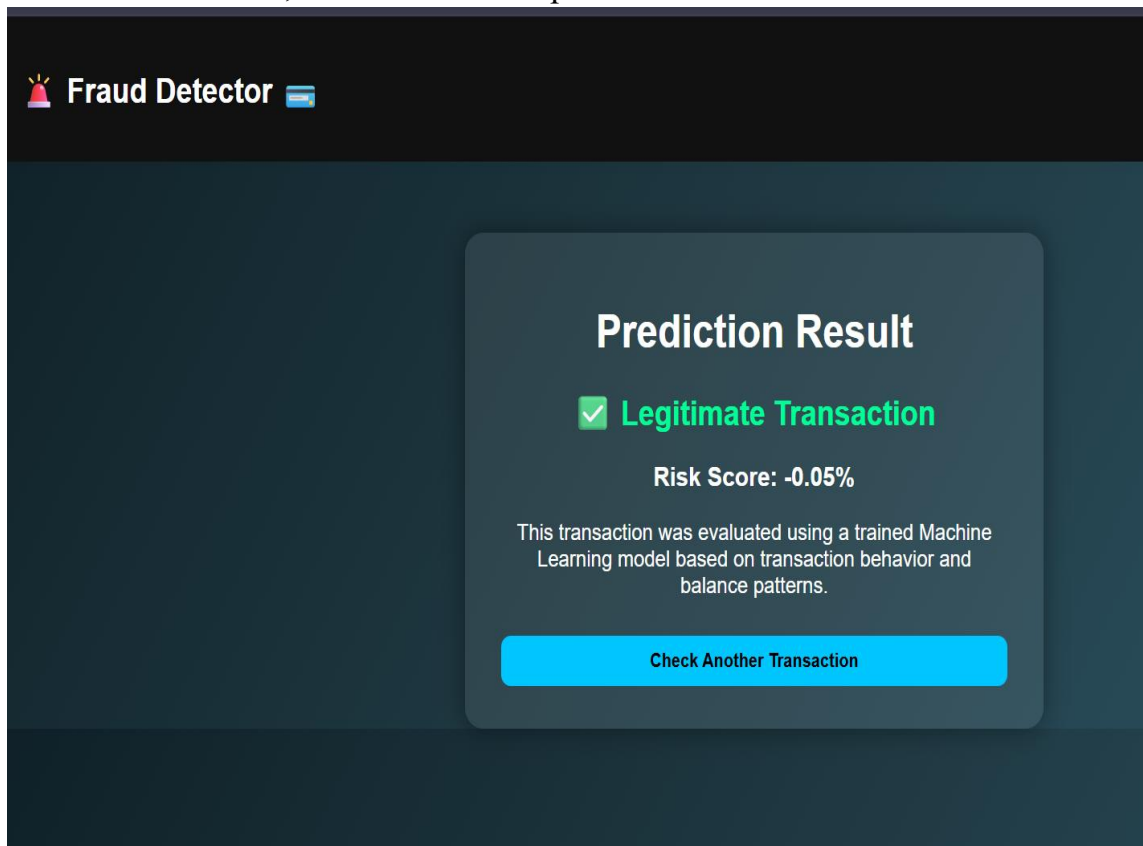 🚨 Fraud Detector 💳
Prediction Result
✅ Legitimate Transaction
Risk Score: -0.05%
This transaction was evaluated using a trained Machine
Learning model based on transaction behavior and
balance patterns.
Check Another Transaction